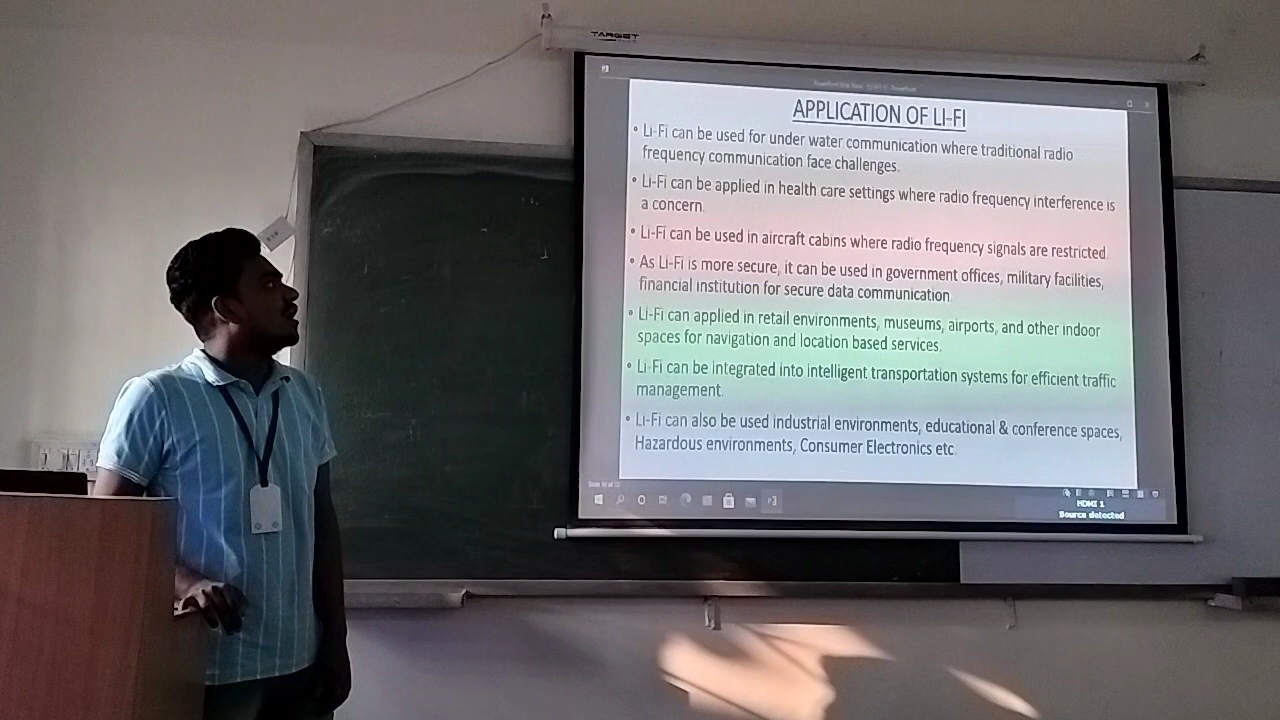 TARGET
APPLICATION OF LI-FI
• Li-Fi can be used for under water communication where traditional radio
frequency communication face challenges.
• Li-Fi can be applied in health care settings where radio frequency interference is
a concern.
• Li-Fi can be used in aircraft cabins where radio frequency signals are restricted.
• As Li-Fi is more secure, it can be used in government offices, military facilities,
financial institution for secure data communication.
• Li-Fi can applied in retail environments, museums, airports, and other indoor
spaces for navigation and location based services.
• Li-Fi can be integrated into intelligent transportation systems for efficient traffic
management.
• Li-Fi can also be used industrial environments, educational & conference spaces,
Hazardous environments, Consumer Electronics etc.
HDMI 1
Source detected